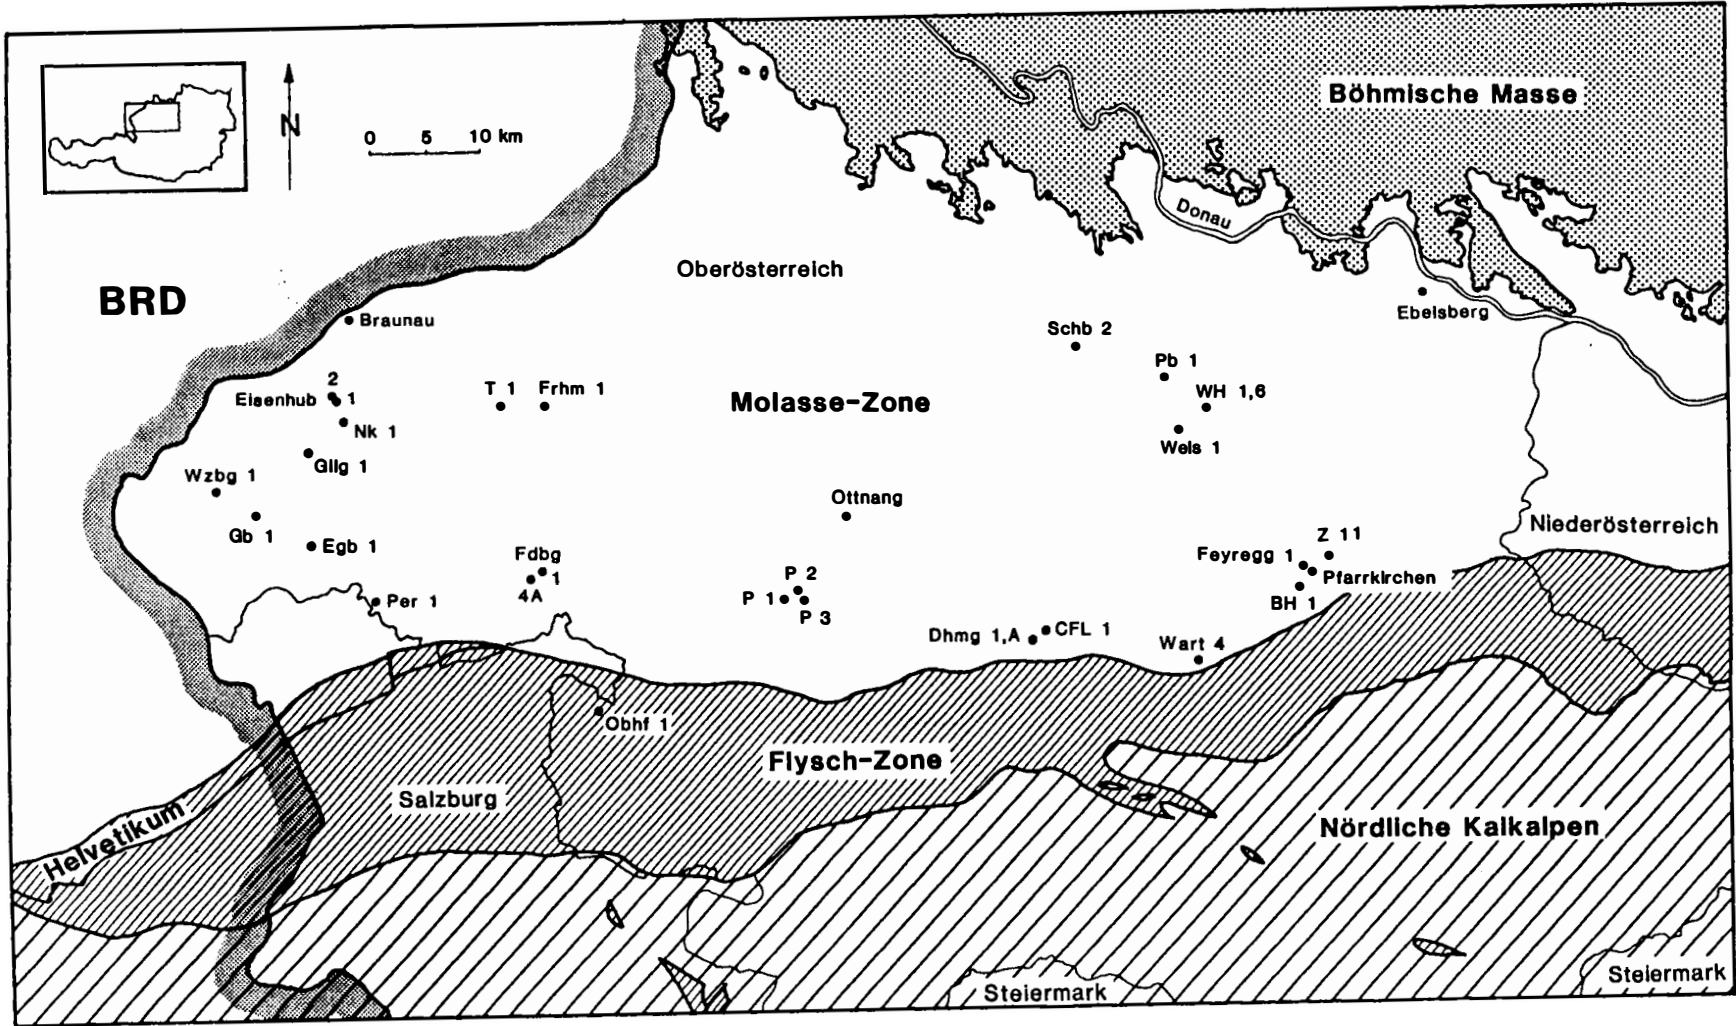 Böhmische Masse
N
0 5 10 km
Donau
Oberösterreich
BRD
Braunau
Ebelsberg
Schb 2
Pb 1
2
Eisenhub 1
T 1
Frhm 1
WH 1,6
Molasse-Zone
Nk 1
Wels 1
Gilg 1
Wzbg 1
Ottnang
Niederösterreich
Gb 1
Egb 1
Z 11
Fdbg
1
4A
Feyregg 1
Pfarrkirchen
P 2
P 1
P 3
BH 1
Per 1
Dhmg 1,A
CFL 1
Wart 4
Obhf 1
Flysch-Zone
Salzburg
Helvetikum
Nördliche Kalkalpen
Steiermark
Steiermark